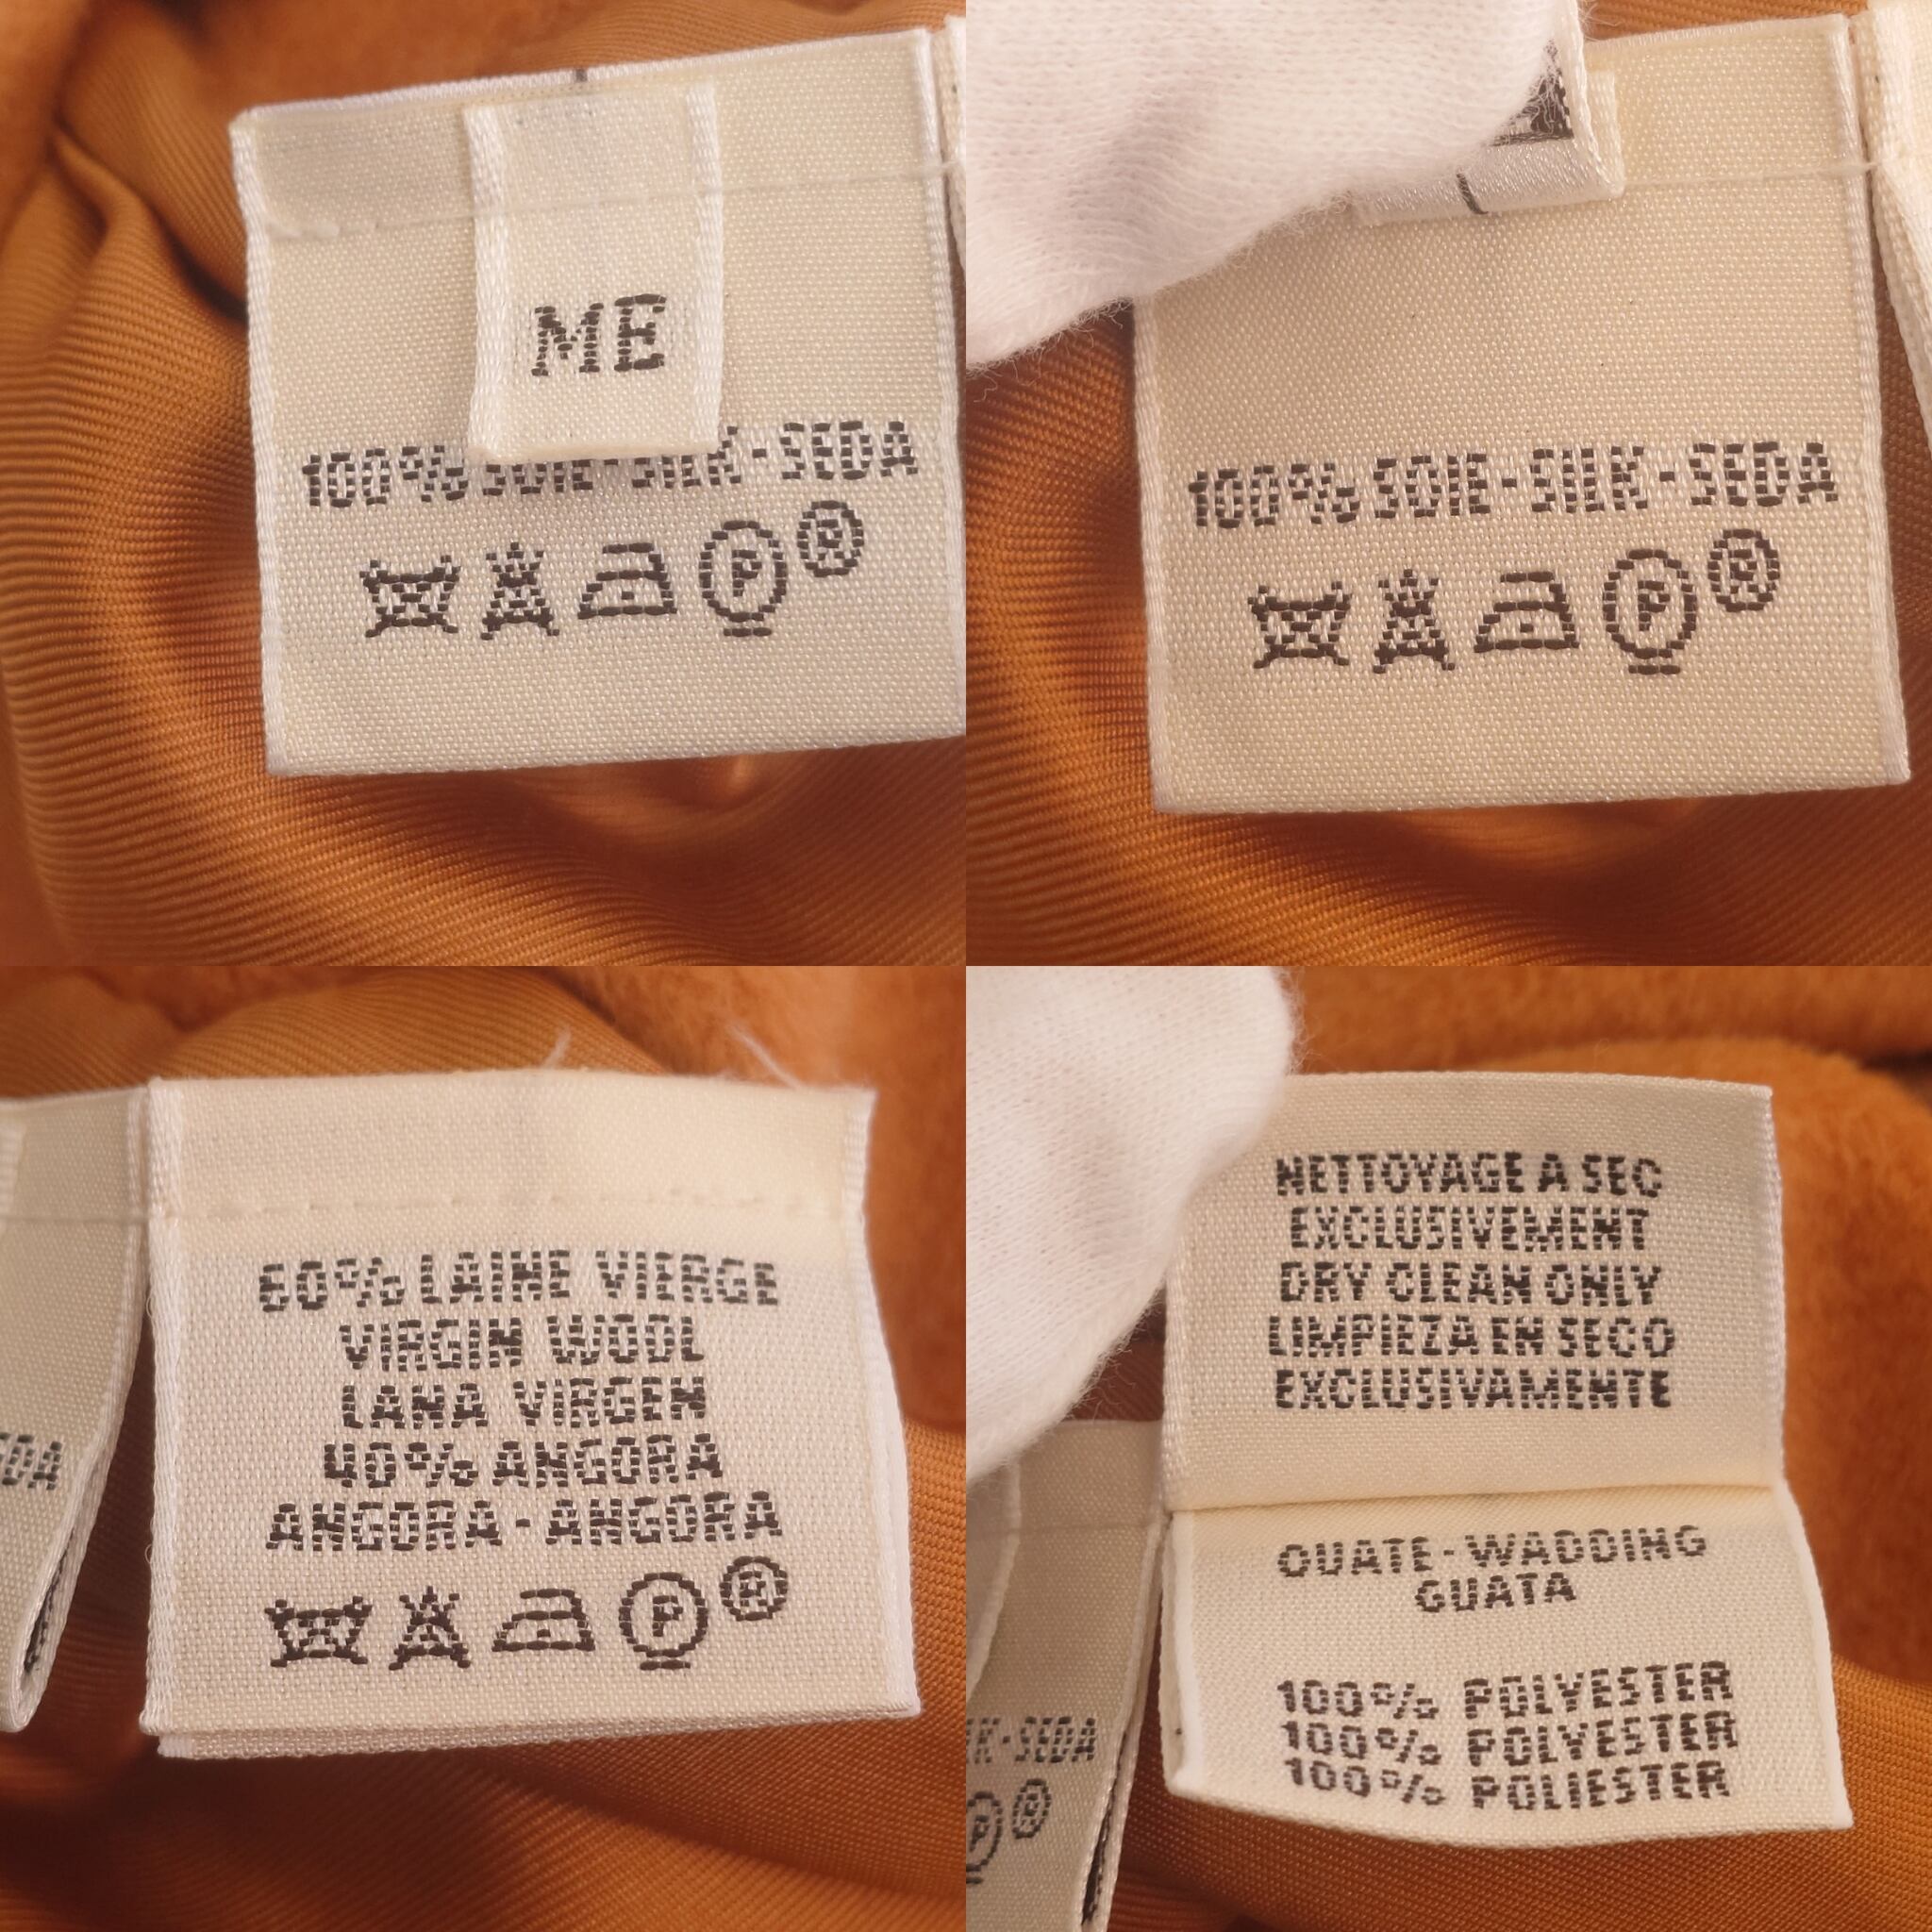 ME
100% SOIE-SILK-SEDA
P ®
100% SOIE-SILK-SEDA
P ®
60% LAINE VIERGE
VIRGIN WOOL
LANA VIRGEN
40% ANGORA
ANGORA-ANGORA
P ®
EDA
NETTOYAGE A SEC
EXCLUSIVEMENT
DRY CLEAN ONLY
LIMPIEZA EN SECO
EXCLUSIVAMENTE
OUATE-WADDING
GUATA
100% POLYESTER
100% POLYESTER
100% POLIESTER
K-SEDA
P ®